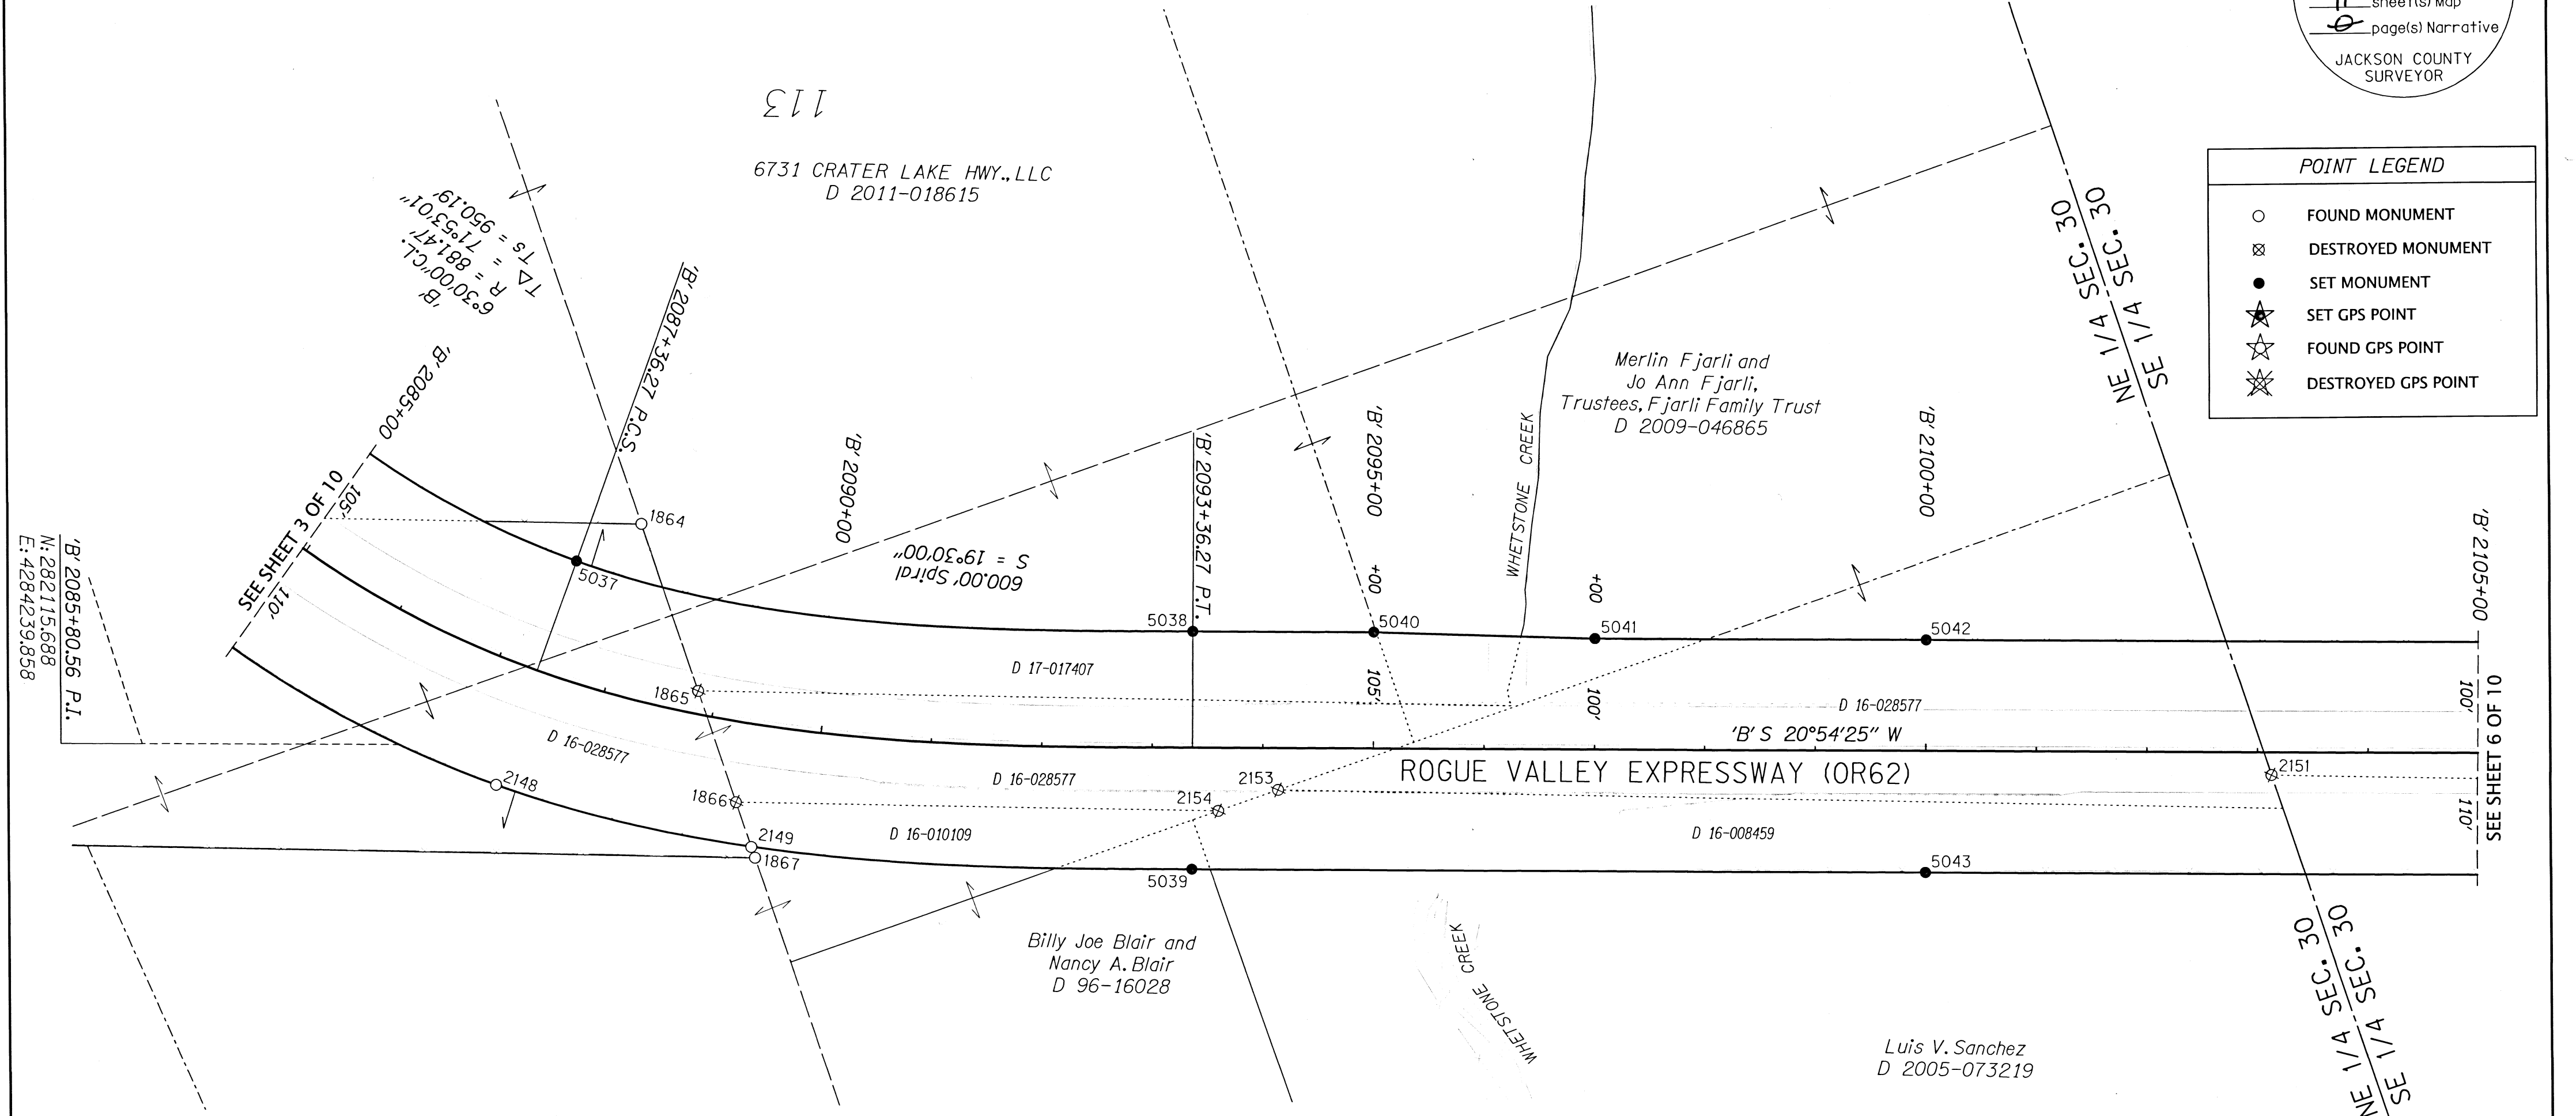 sheet(s) Map
page(s) Narrative
JACKSON COUNTY
SURVEYOR
POINT LEGEND
FOUND MONUMENT
DESTROYED MONUMENT
SET MONUMENT
SET GPS POINT
FOUND GPS POINT
DESTROYED GPS POINT
113
6731 CRATER LAKE HWY., LLC
D 2011-018615
'B'
6°30'00" C.L.
R = 881.47'
TΔ = 71°53'01"
Ts = 950.19'
'B' 2085+00
'B' 2087+36.27 P.C.S.
'B' 2090+00
600.00' Spiral
S = 19°30'00"
'B' 2093+36.27 P.T.
'B' 2095+00
+00
WHETSTONE CREEK
Merlin Fjarli and
Jo Ann Fjarli,
Trustees, Fjarli Family Trust
D 2009-046865
+00
'B' 2100+00
NE 1/4 SEC. 30
SE 1/4 SEC. 30
'B' 2105+00
SEE SHEET 3 OF 10
105'
110'
1864
5037
5038
5040
5041
5042
'B' 2085+80.56 P.I.
N: 282115.688
E: 4284239.858
D 17-017407
1865
105'
100'
D 16-028577
100'
SEE SHEET 6 OF 10
'B' S 20°54'25" W
D 16-028577
D 16-028577
ROGUE VALLEY EXPRESSWAY (OR62)
2148
1866
2153
2154
2151
110'
2149
1867
D 16-010109
D 16-008459
5039
5043
Billy Joe Blair and
Nancy A. Blair
D 96-16028
WHETSTONE CREEK
Luis V. Sanchez
D 2005-073219
NE 1/4 SEC. 30
SE 1/4 SEC. 30